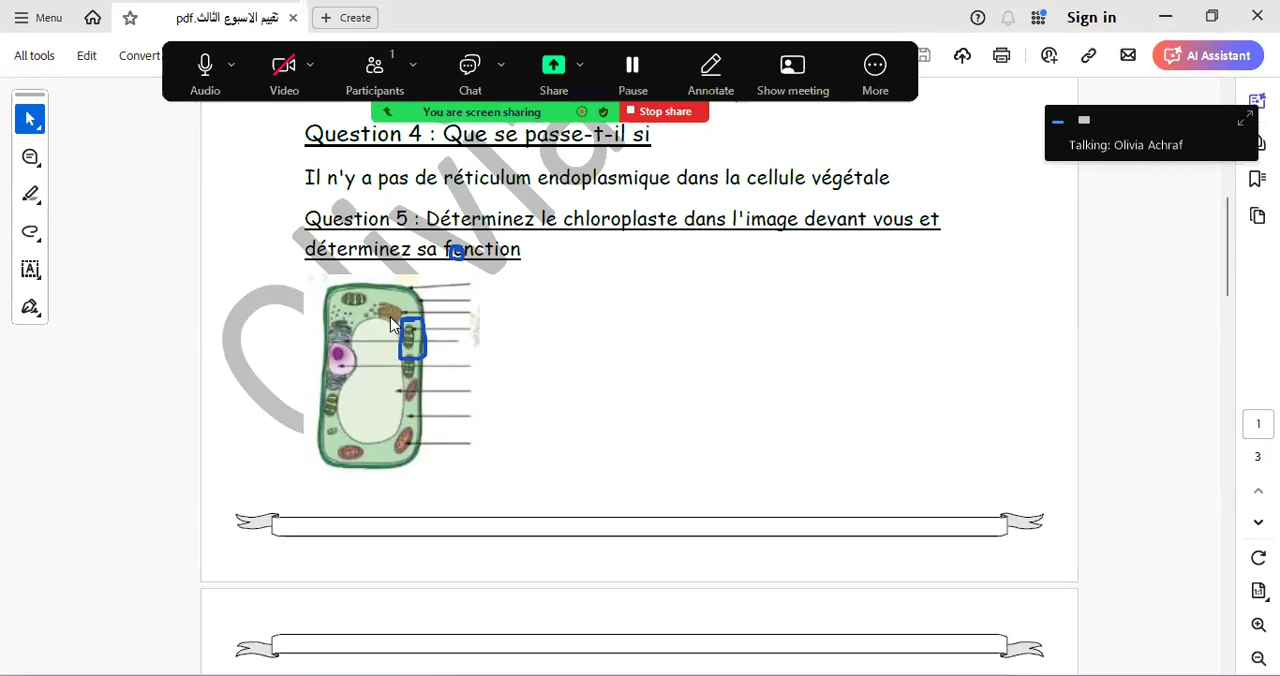 Menu
تقييم الاسبوع الثالث.pdf
Create
Sign in
All tools
Edit
Convert
AI Assistant
Audio
Video
1
Participants
Chat
Share
Pause
Annotate
Show meeting
More
You are screen sharing
Stop share
Talking: Olivia Achraf
Question 4 : Que se passe-t-il si
Il n'y a pas de réticulum endoplasmique dans la cellule végétale
Question 5 : Déterminez le chloroplaste dans l'image devant vous et
déterminez sa fonction
1
3